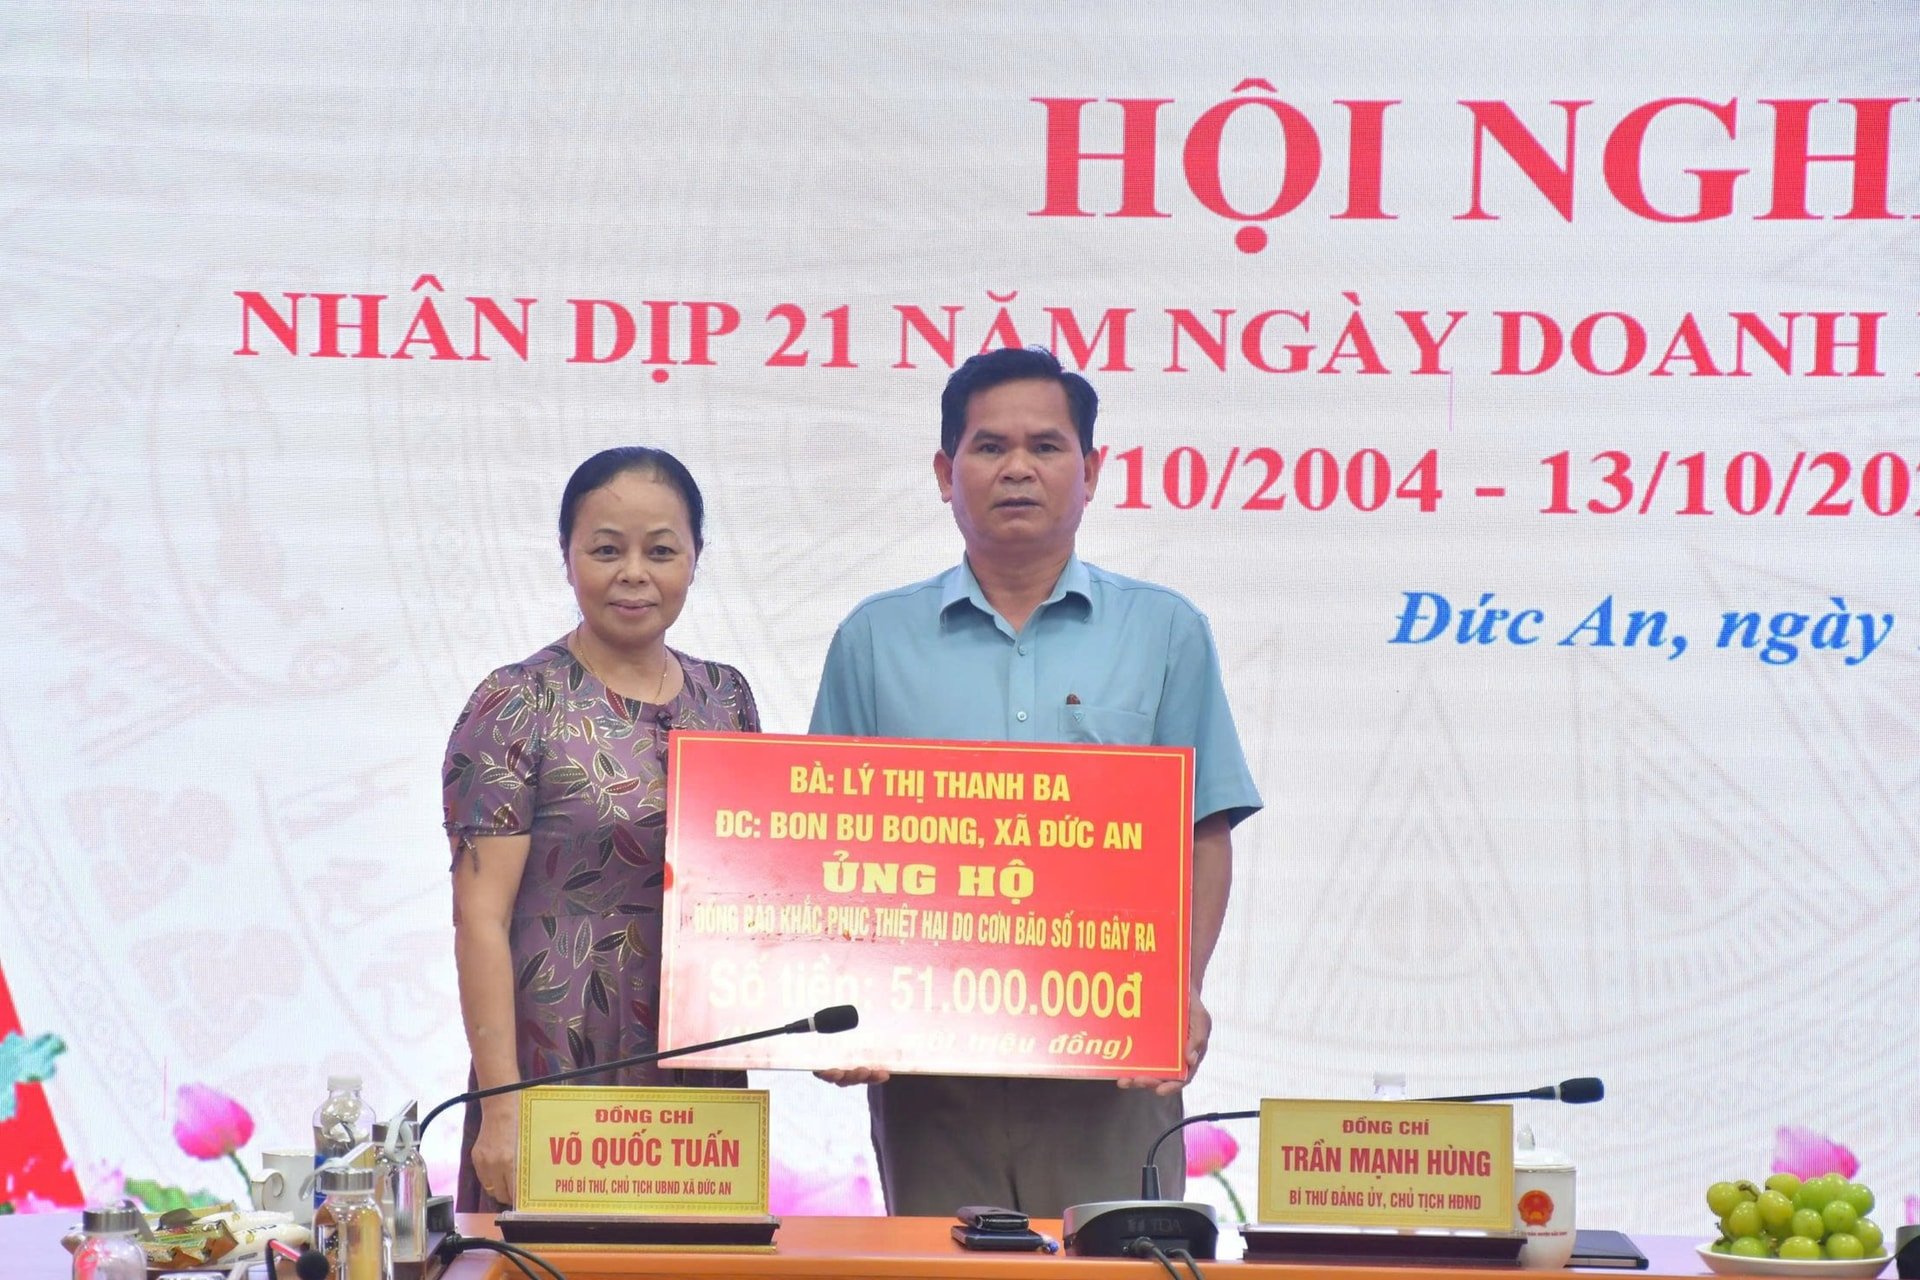 HỘI NGH
NHÂN DỊP 21 NĂM NGÀY DOANH
/10/2004 - 13/10/20
Đức An, ngày
BÀ: LÝ THỊ THANH BA
ĐC: BON BU BOONG, XÃ ĐỨC AN
ỦNG HỘ
ĐỒNG BÀO KHẮC PHỤC THIỆT HẠI DO CƠN BÃO SỐ 10 GÂY RA
Số tiền: 51.000.000đ
một triệu đồng)
ĐỒNG CHÍ
VÕ QUỐC TUẤN
PHÓ BÍ THƯ, CHỦ TỊCH UBND XÃ ĐỨC AN
ĐỒNG CHÍ
TRẦN MẠNH HÙNG
BÍ THƯ ĐẢNG ỦY, CHỦ TỊCH HĐND
TOA